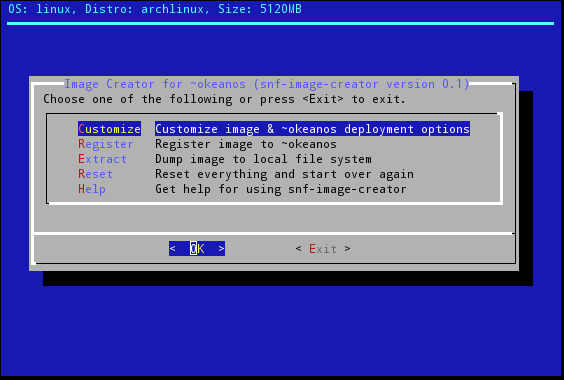 OS: linux, Distro: archlinux, Size: 5120MB
Image Creator for ~okeanos (snf-image-creator version 0.1)
Choose one of the following or press <Exit> to exit.
Customize Customize image & ~okeanos deployment options
Register Register image to ~okeanos
Extract Dump image to local file system
Reset Reset everything and start over again
Help Get help for using snf-image-creator
< OK > < Exit >